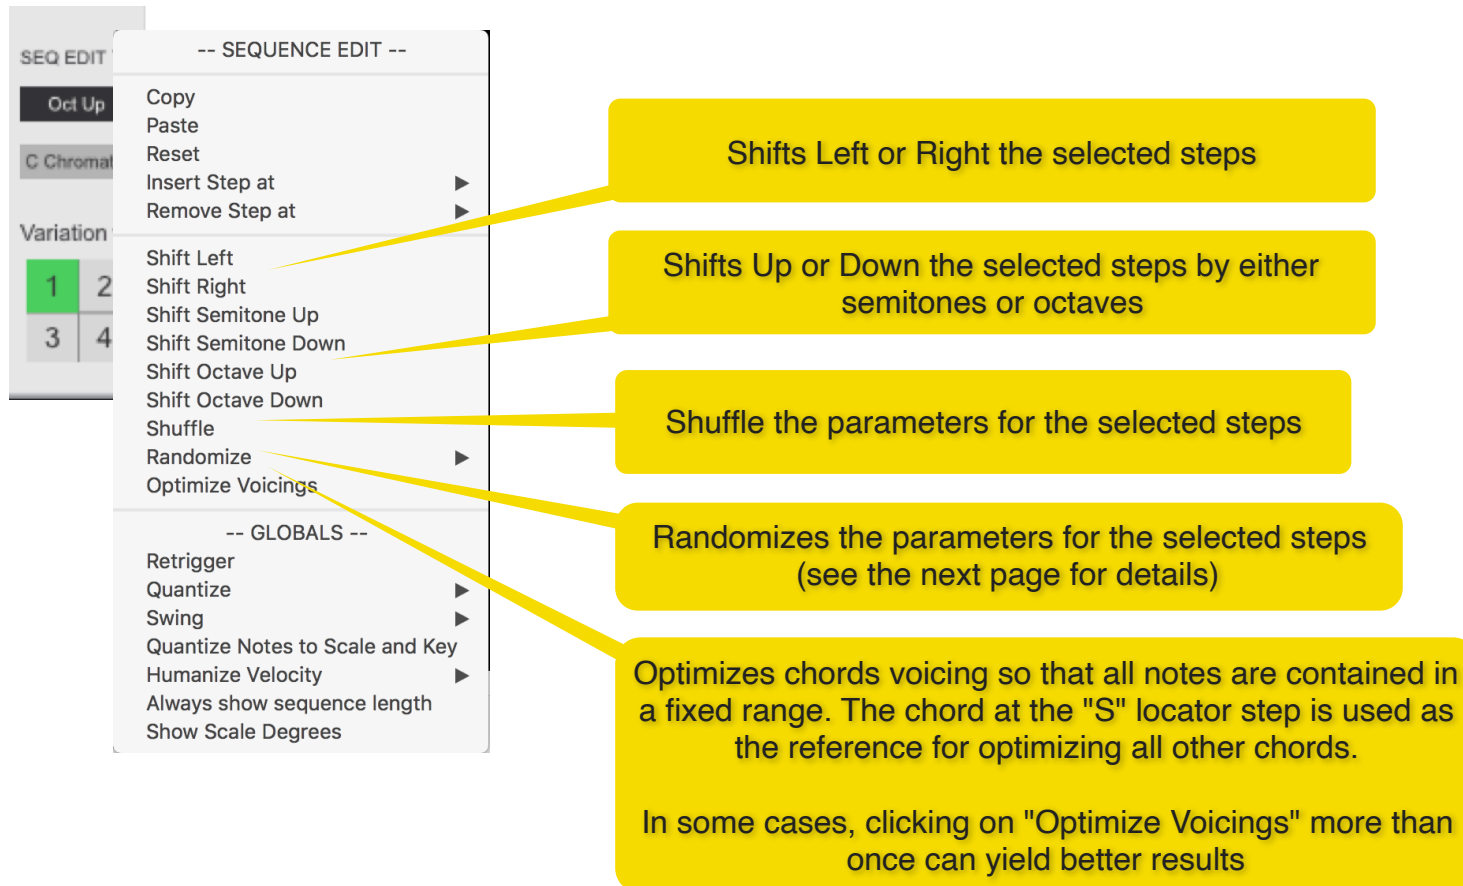 SEQ EDIT
Oct Up
C Chromat
Variation
1 2
3 4
-- SEQUENCE EDIT --
Copy
Paste
Reset
Insert Step at
Remove Step at
Shift Left
Shift Right
Shift Semitone Up
Shift Semitone Down
Shift Octave Up
Shift Octave Down
Shuffle
Randomize
Optimize Voicings
-- GLOBALS --
Retrigger
Quantize
Swing
Quantize Notes to Scale and Key
Humanize Velocity
Always show sequence length
Show Scale Degrees
Shifts Left or Right the selected steps
Shifts Up or Down the selected steps by either
semitones or octaves
Shuffle the parameters for the selected steps
Randomizes the parameters for the selected steps
(see the next page for details)
Optimizes chords voicing so that all notes are contained in
a fixed range. The chord at the "S" locator step is used as
the reference for optimizing all other chords.
In some cases, clicking on "Optimize Voicings" more than
once can yield better results